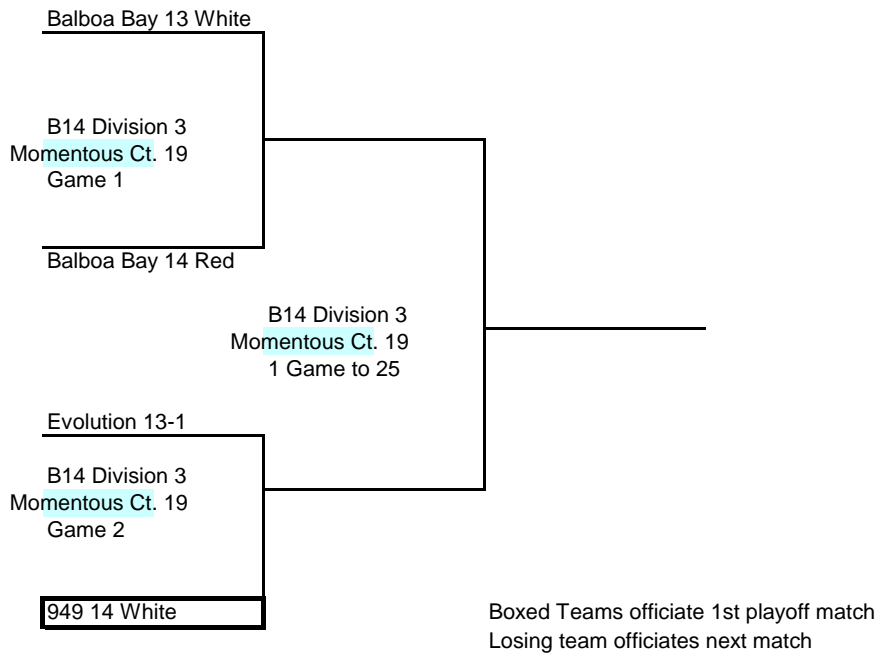 Balboa Bay 13 White
B14 Division 3
Momentous Ct. 19
Game 1
Balboa Bay 14 Red
B14 Division 3
Momentous Ct. 19
1 Game to 25
Evolution 13-1
B14 Division 3
Momentous Ct. 19
Game 2
949 14 White
Boxed Teams officiate 1st playoff match
Losing team officiates next match